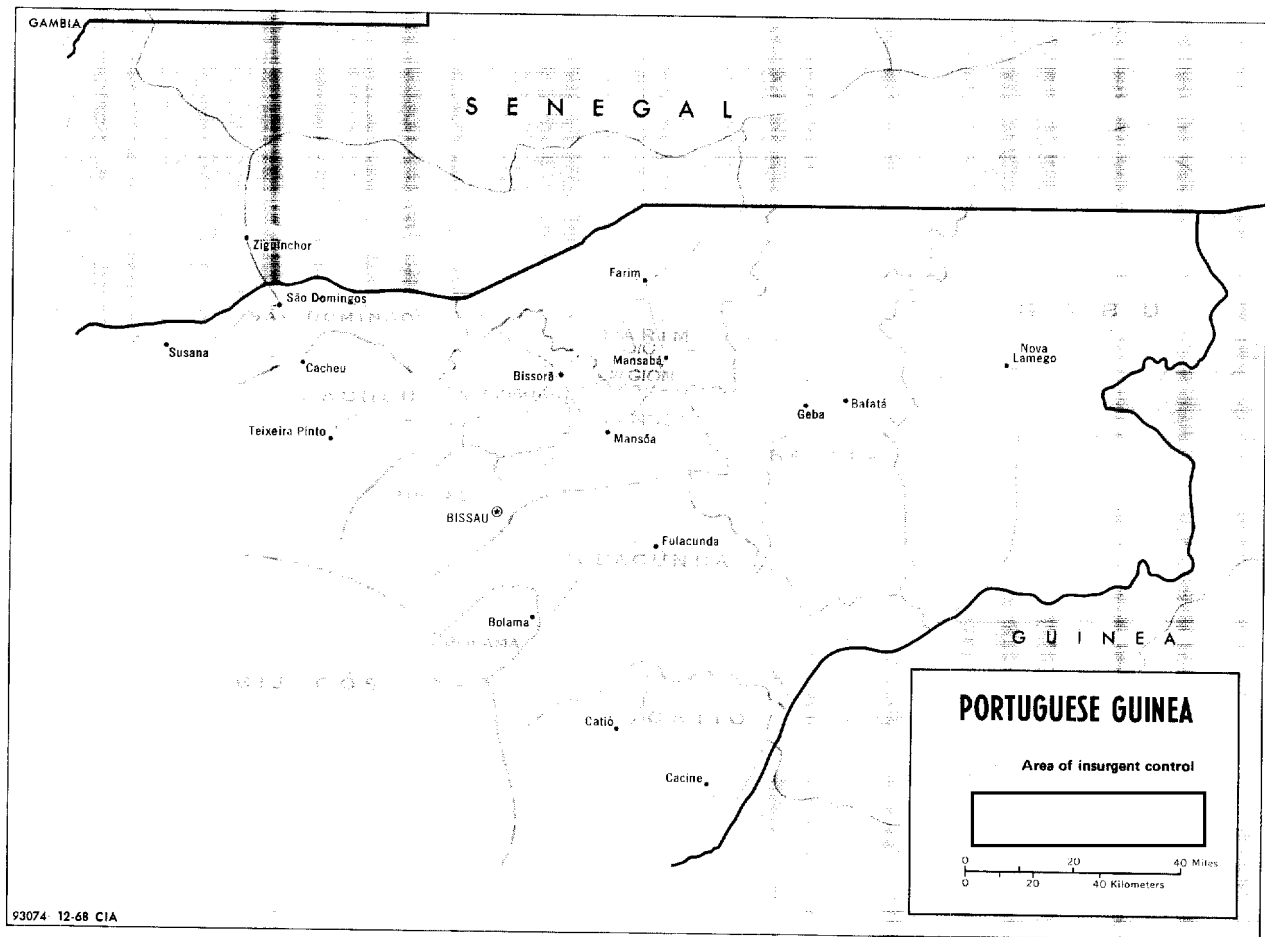 GAMBIA
SENEGAL
Ziguinchor
Farim
São Domingos
Susana
Cacheu
Mansabá
Bissorã
Nova
Lamego
Geba
Bafatá
Teixeira Pinto
Mansôa
BISSAU
Fulacunda
Bolama
GUINEA
Catió
Cacine
PORTUGUESE GUINEA
Area of insurgent control
0 20 40 Miles
0 20 40 Kilometers
93074 12-68 CIA